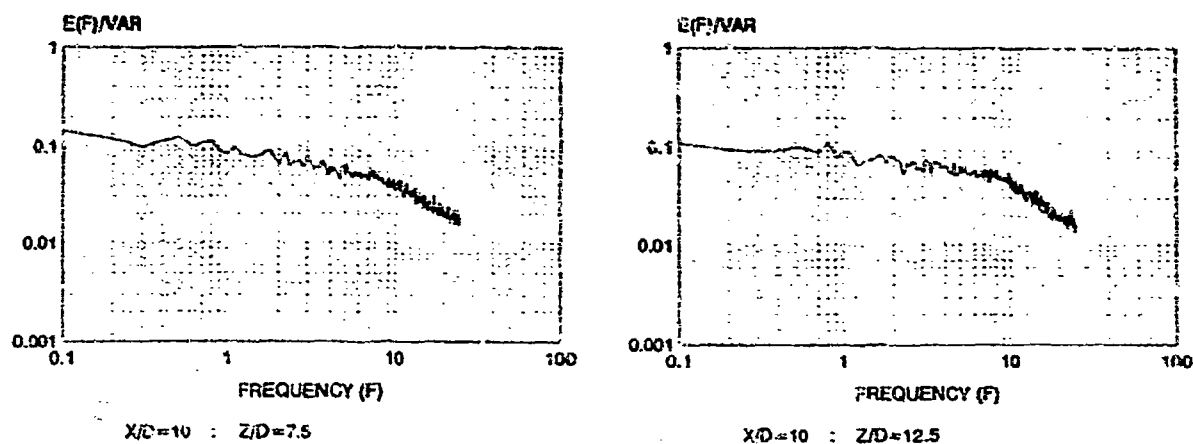 E(F)/VAR
1
0.1
0.01
0.001
0.1 1 10 100
FREQUENCY (F)
X/D=10 : Z/D=7.5
E(F)/VAR
1
0.1
0.01
0.001
0.1 1 10 100
FREQUENCY (F)
X/D=10 : Z/D=12.5